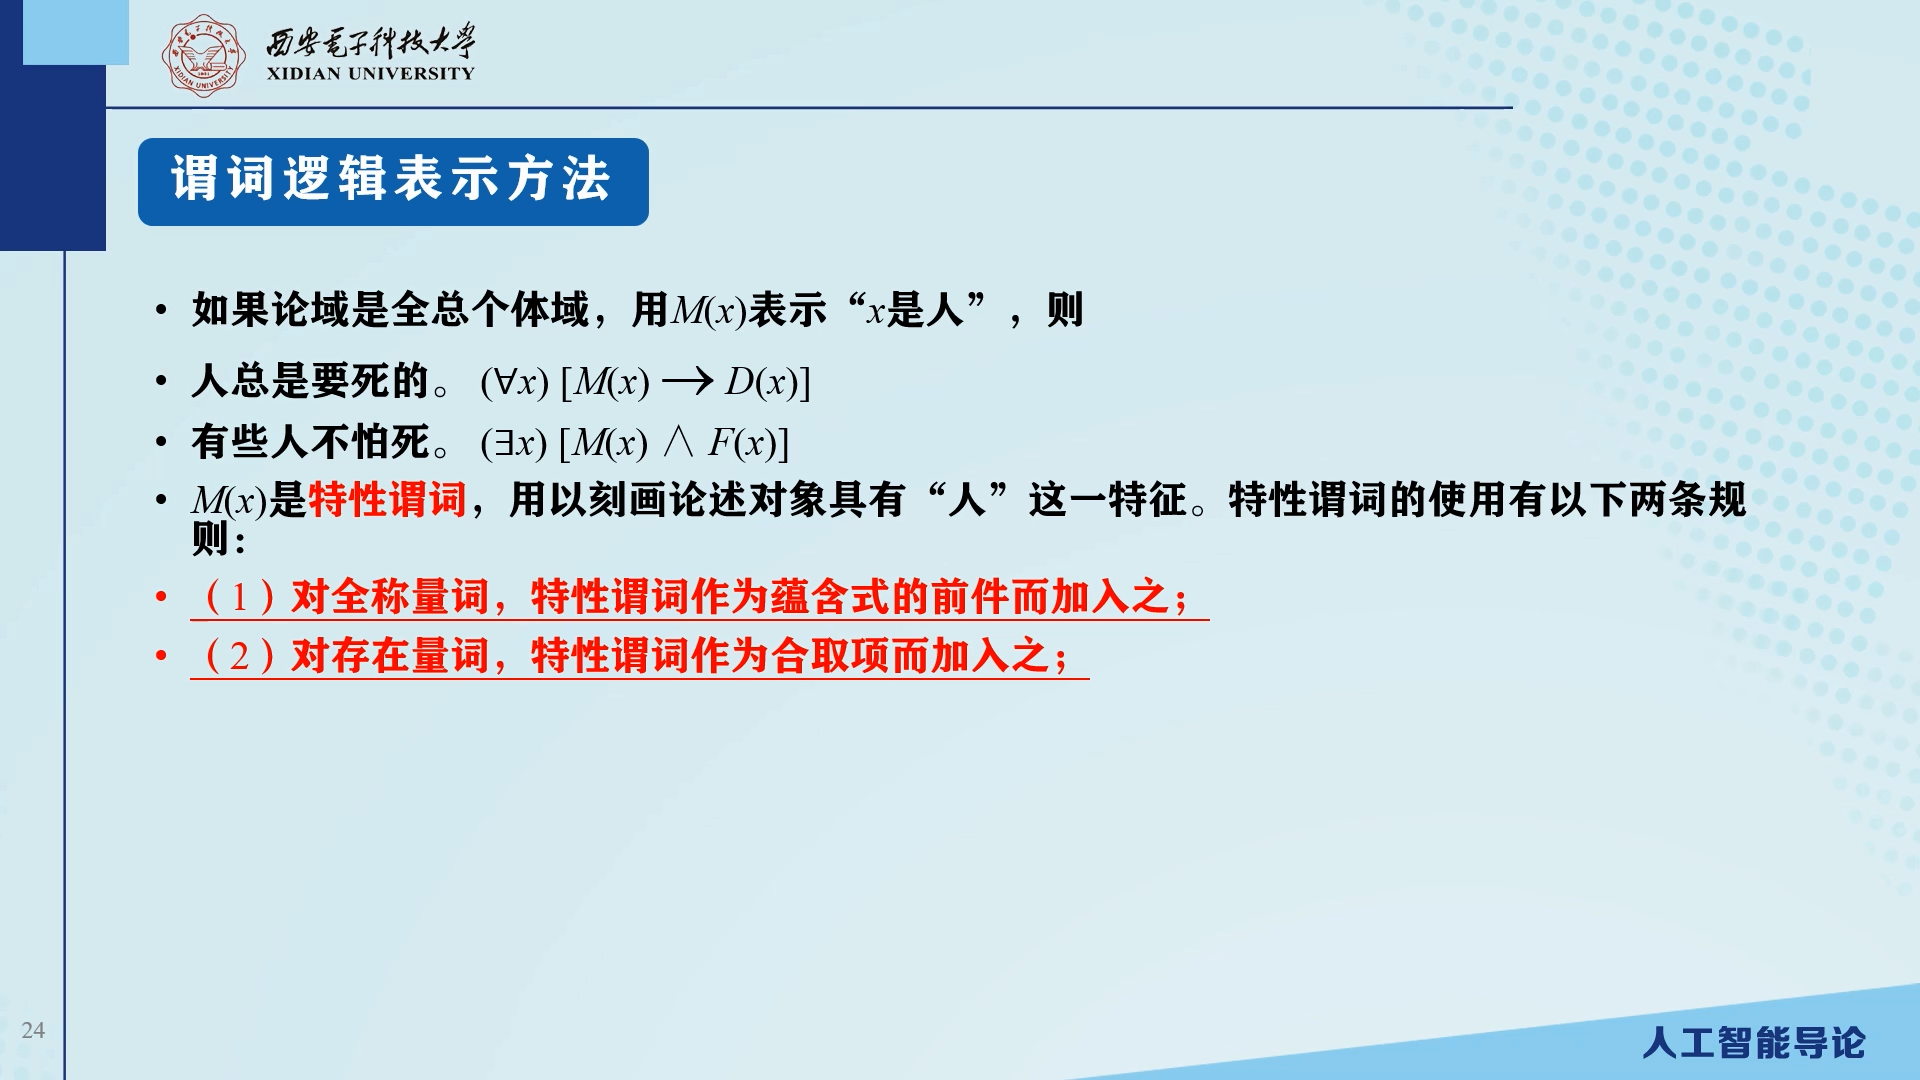 西安电子科技大学
XIDIAN UNIVERSITY
谓词逻辑表示方法
• 如果论域是全总个体域，用M(x)表示“x是人”，则
• 人总是要死的。 (∀x) [M(x) → D(x)]
• 有些人不怕死。 (∃x) [M(x) ∧ F(x)]
• M(x)是特性谓词，用以刻画论述对象具有“人”这一特征。特性谓词的使用有以下两条规
则：
• （1）对全称量词，特性谓词作为蕴含式的前件而加入之；
• （2）对存在量词，特性谓词作为合取项而加入之；
24
人工智能导论